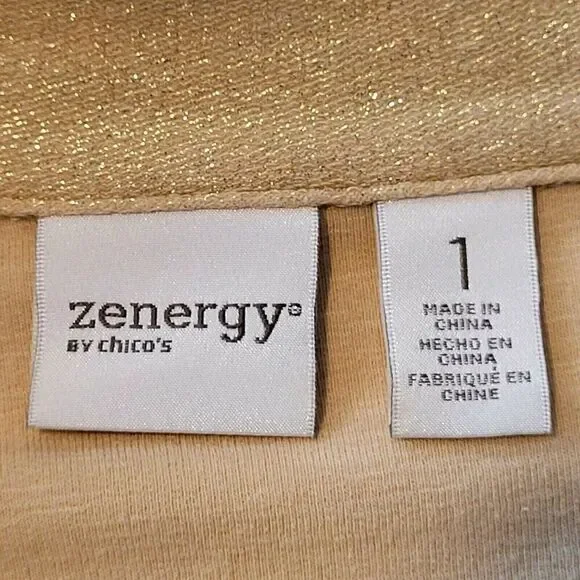 zenergy®
BY chico's
1
MADE IN
CHINA
HECHO EN
CHINA
FABRIQUÉ EN
CHINE